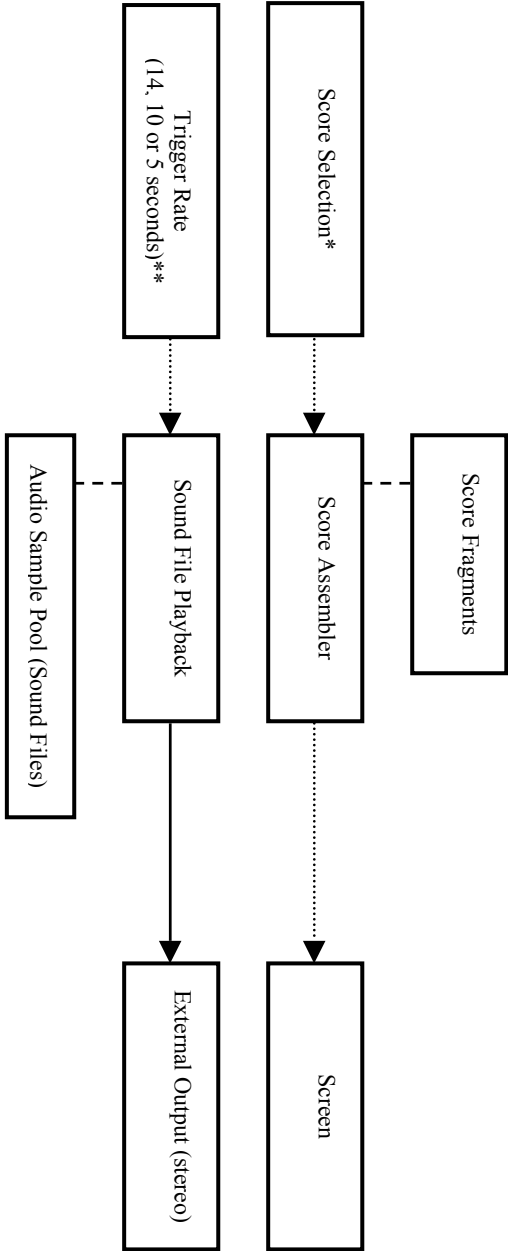 Score Fragments
Score Selection*
Score Assembler
Screen
Trigger Rate
(14, 10 or 5 seconds)**
Sound File Playback
External Output (stereo)
Audio Sample Pool (Sound Files)